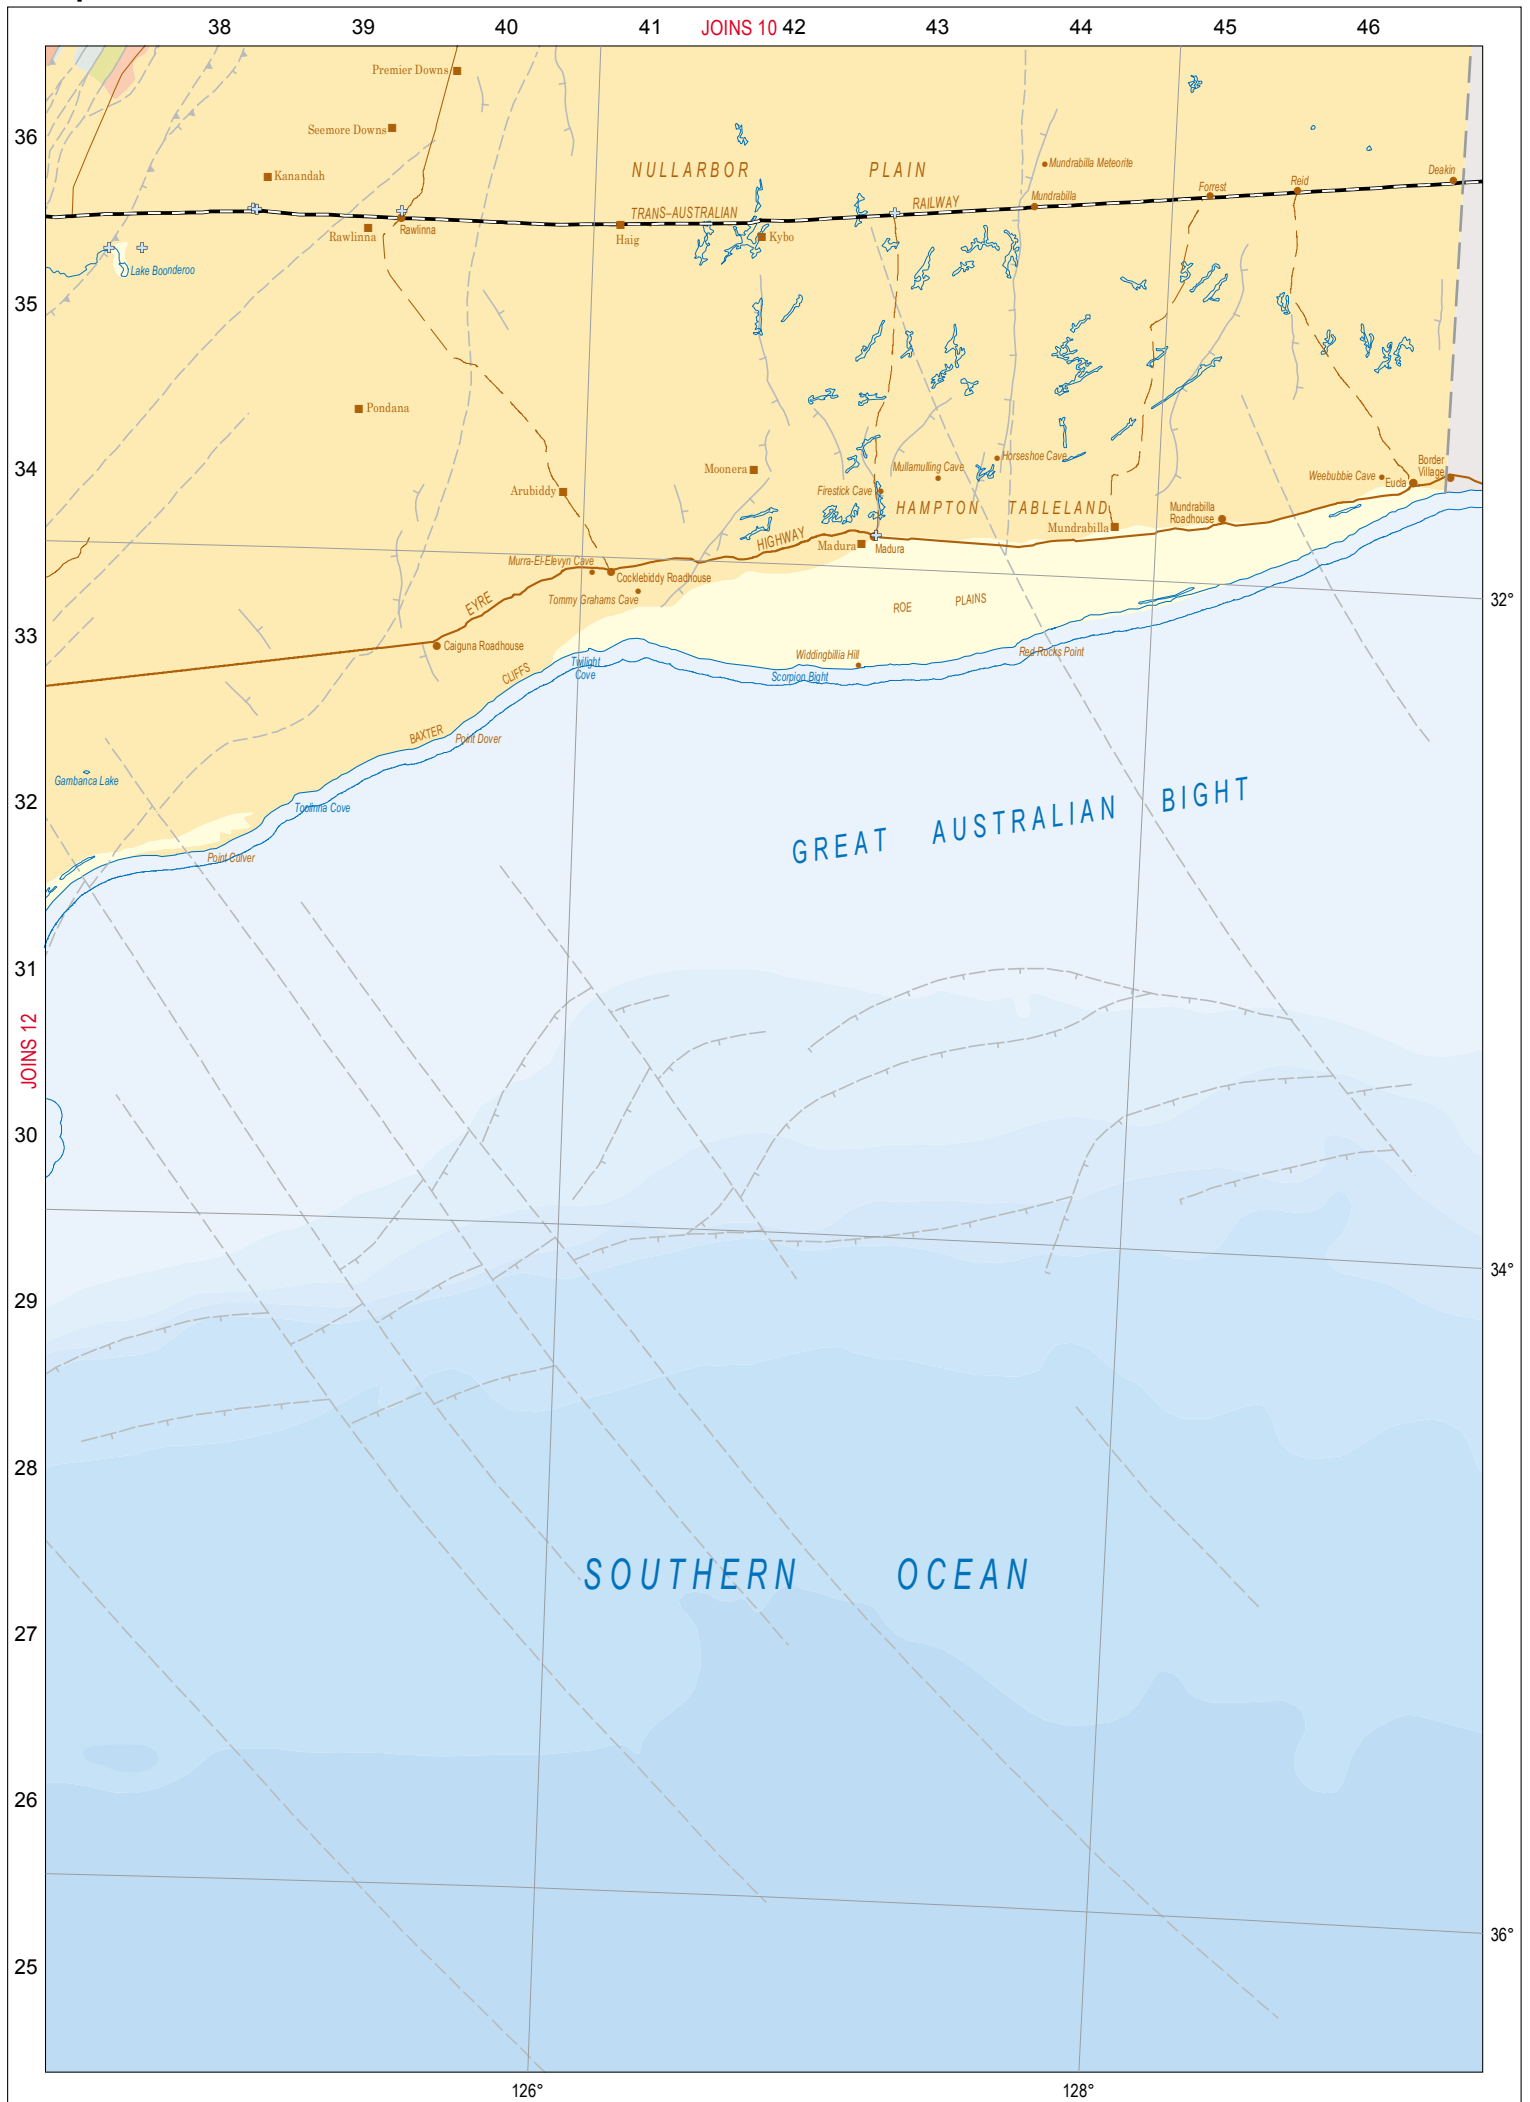 38 39 40 41 JOINS 10 42 43 44 45 46
Premier Downs
36
Seemore Downs
NULLARBOR PLAIN
Mundrabilla Meteorite
Deakin
Kanandah
Reid
Forrest
Mundrabilla
TRANS–AUSTRALIAN RAILWAY
Rawlinna
Rawlinna
Haig
Kybo
Lake Boonderoo
35
Pondana
34
Moonera
Horseshoe Cave
Mullamulling Cave
Border
Village
Weebubbie Cave
Eucla
Arubiddy
Firestick Cave
HAMPTON TABLELAND
Mundrabilla
Roadhouse
Mundrabilla
HIGHWAY
Madura
Madura
Murra-El-Elevyn Cave
Cocklebiddy Roadhouse
Tommy Grahams Cave
EYRE
ROE PLAINS
32°
33
Caiguna Roadhouse
Twilight
Cove
Widdingbillia Hill
Red Rocks Point
CLIFFS
Scorpion Bight
BAXTER
Point Dover
Gambanca Lake
32
Toolinna Cove
GREAT AUSTRALIAN BIGHT
Point Culver
31
JOINS 12
30
34°
29
28
SOUTHERN OCEAN
27
26
36°
25
126° 128°